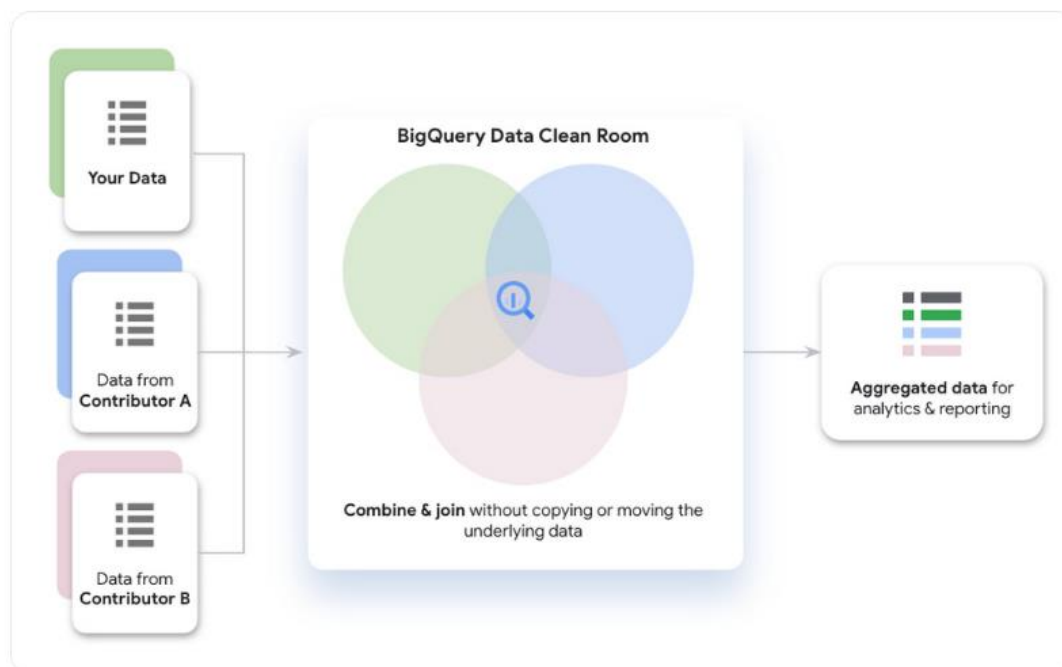 Your Data
Data from
Contributor A
Data from
Contributor B
BigQuery Data Clean Room
Combine & join without copying or moving the
underlying data
Aggregated data for
analytics & reporting